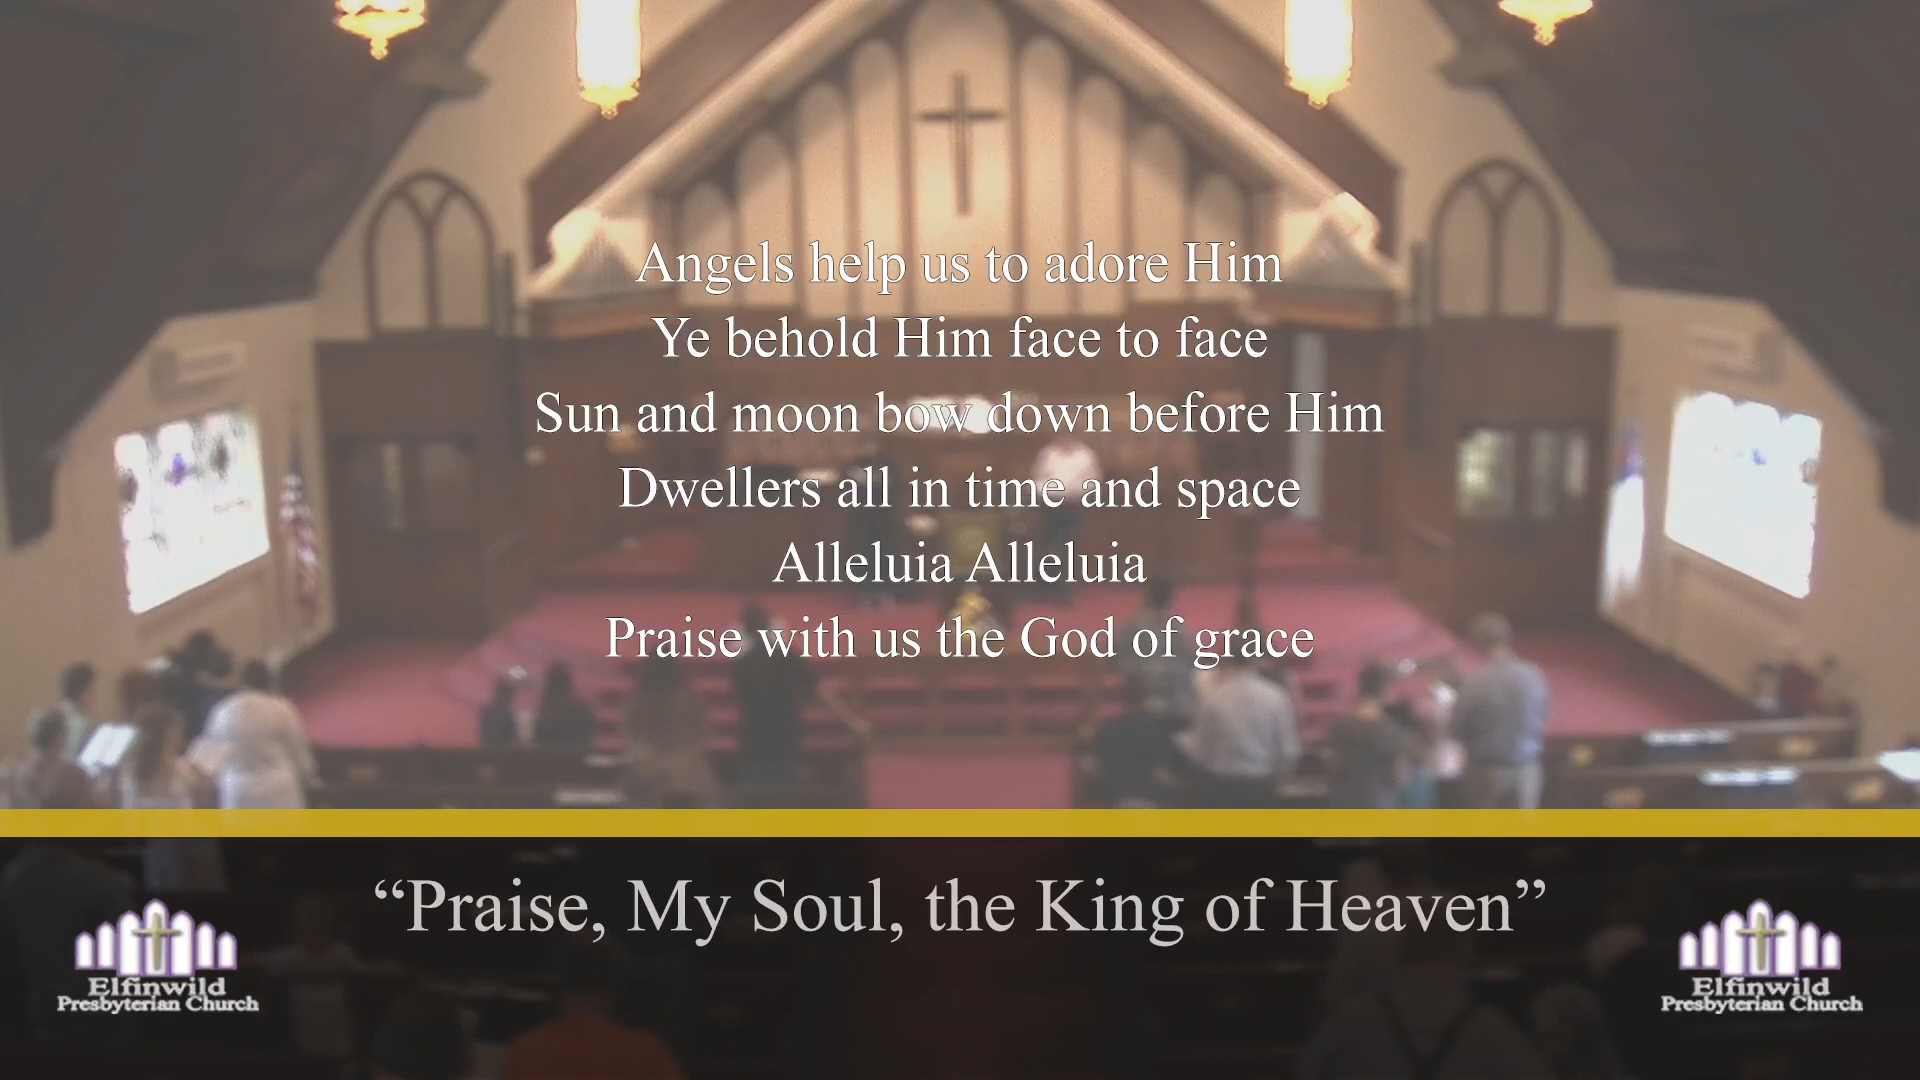 Angels help us to adore Him
Ye behold Him face to face
Sun and moon bow down before Him
Dwellers all in time and space
Alleluia Alleluia
Praise with us the God of grace
“Praise, My Soul, the King of Heaven”
Elfinwild
Presbyterian Church
Elfinwild
Presbyterian Church